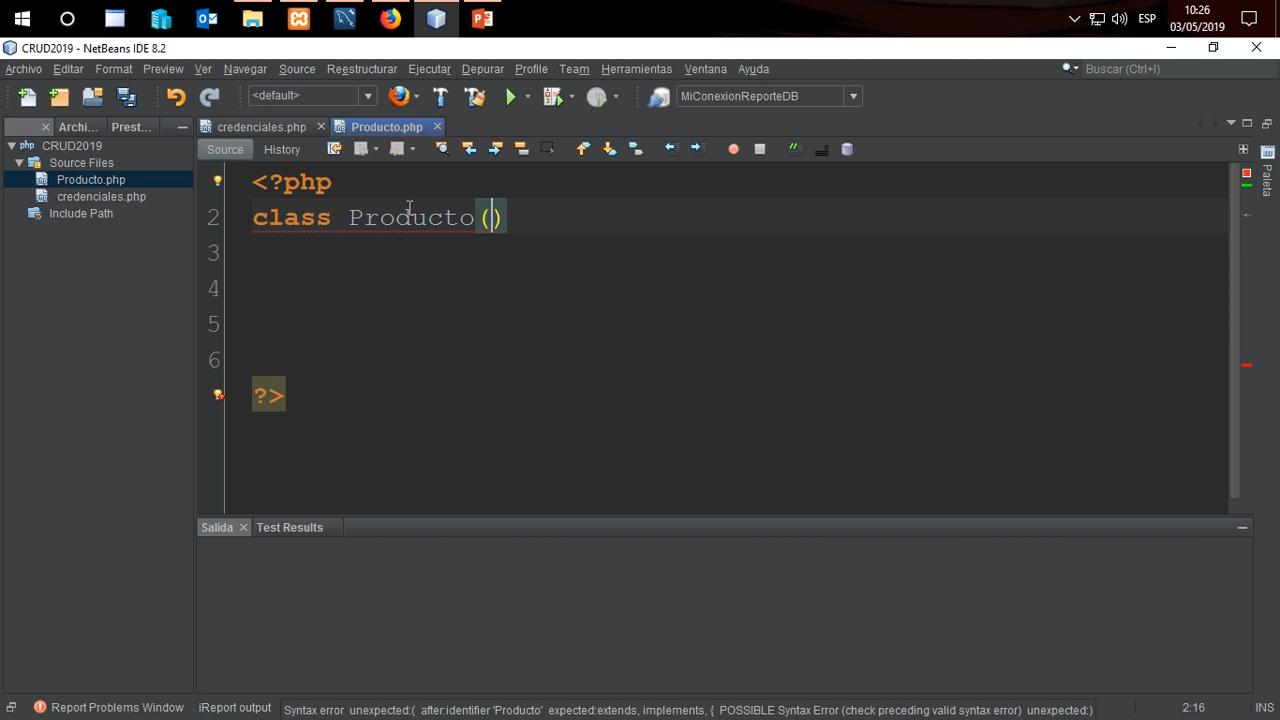 ESP
10:26
03/05/2019
CRUD2019 - NetBeans IDE 8.2
Archivo Editar Format Preview Ver Navegar Source Reestructurar Ejecutar Depurar Profile Team Herramientas Ventana Ayuda
Buscar (Ctrl+I)
<default>
MiConexionReporteDB
Archi... Prest...
credenciales.php
Producto.php
CRUD2019
Source Files
Producto.php
credenciales.php
Include Path
Source History
Paleta
<?php
2 class Producto()
3
4
5
6
?>
Salida Test Results
Report Problems Window
iReport output
Syntax error unexpected:( after:identifier 'Producto' expected:extends, implements, { POSSIBLE Syntax Error (check preceding valid syntax error) unexpected:)
2:16
INS